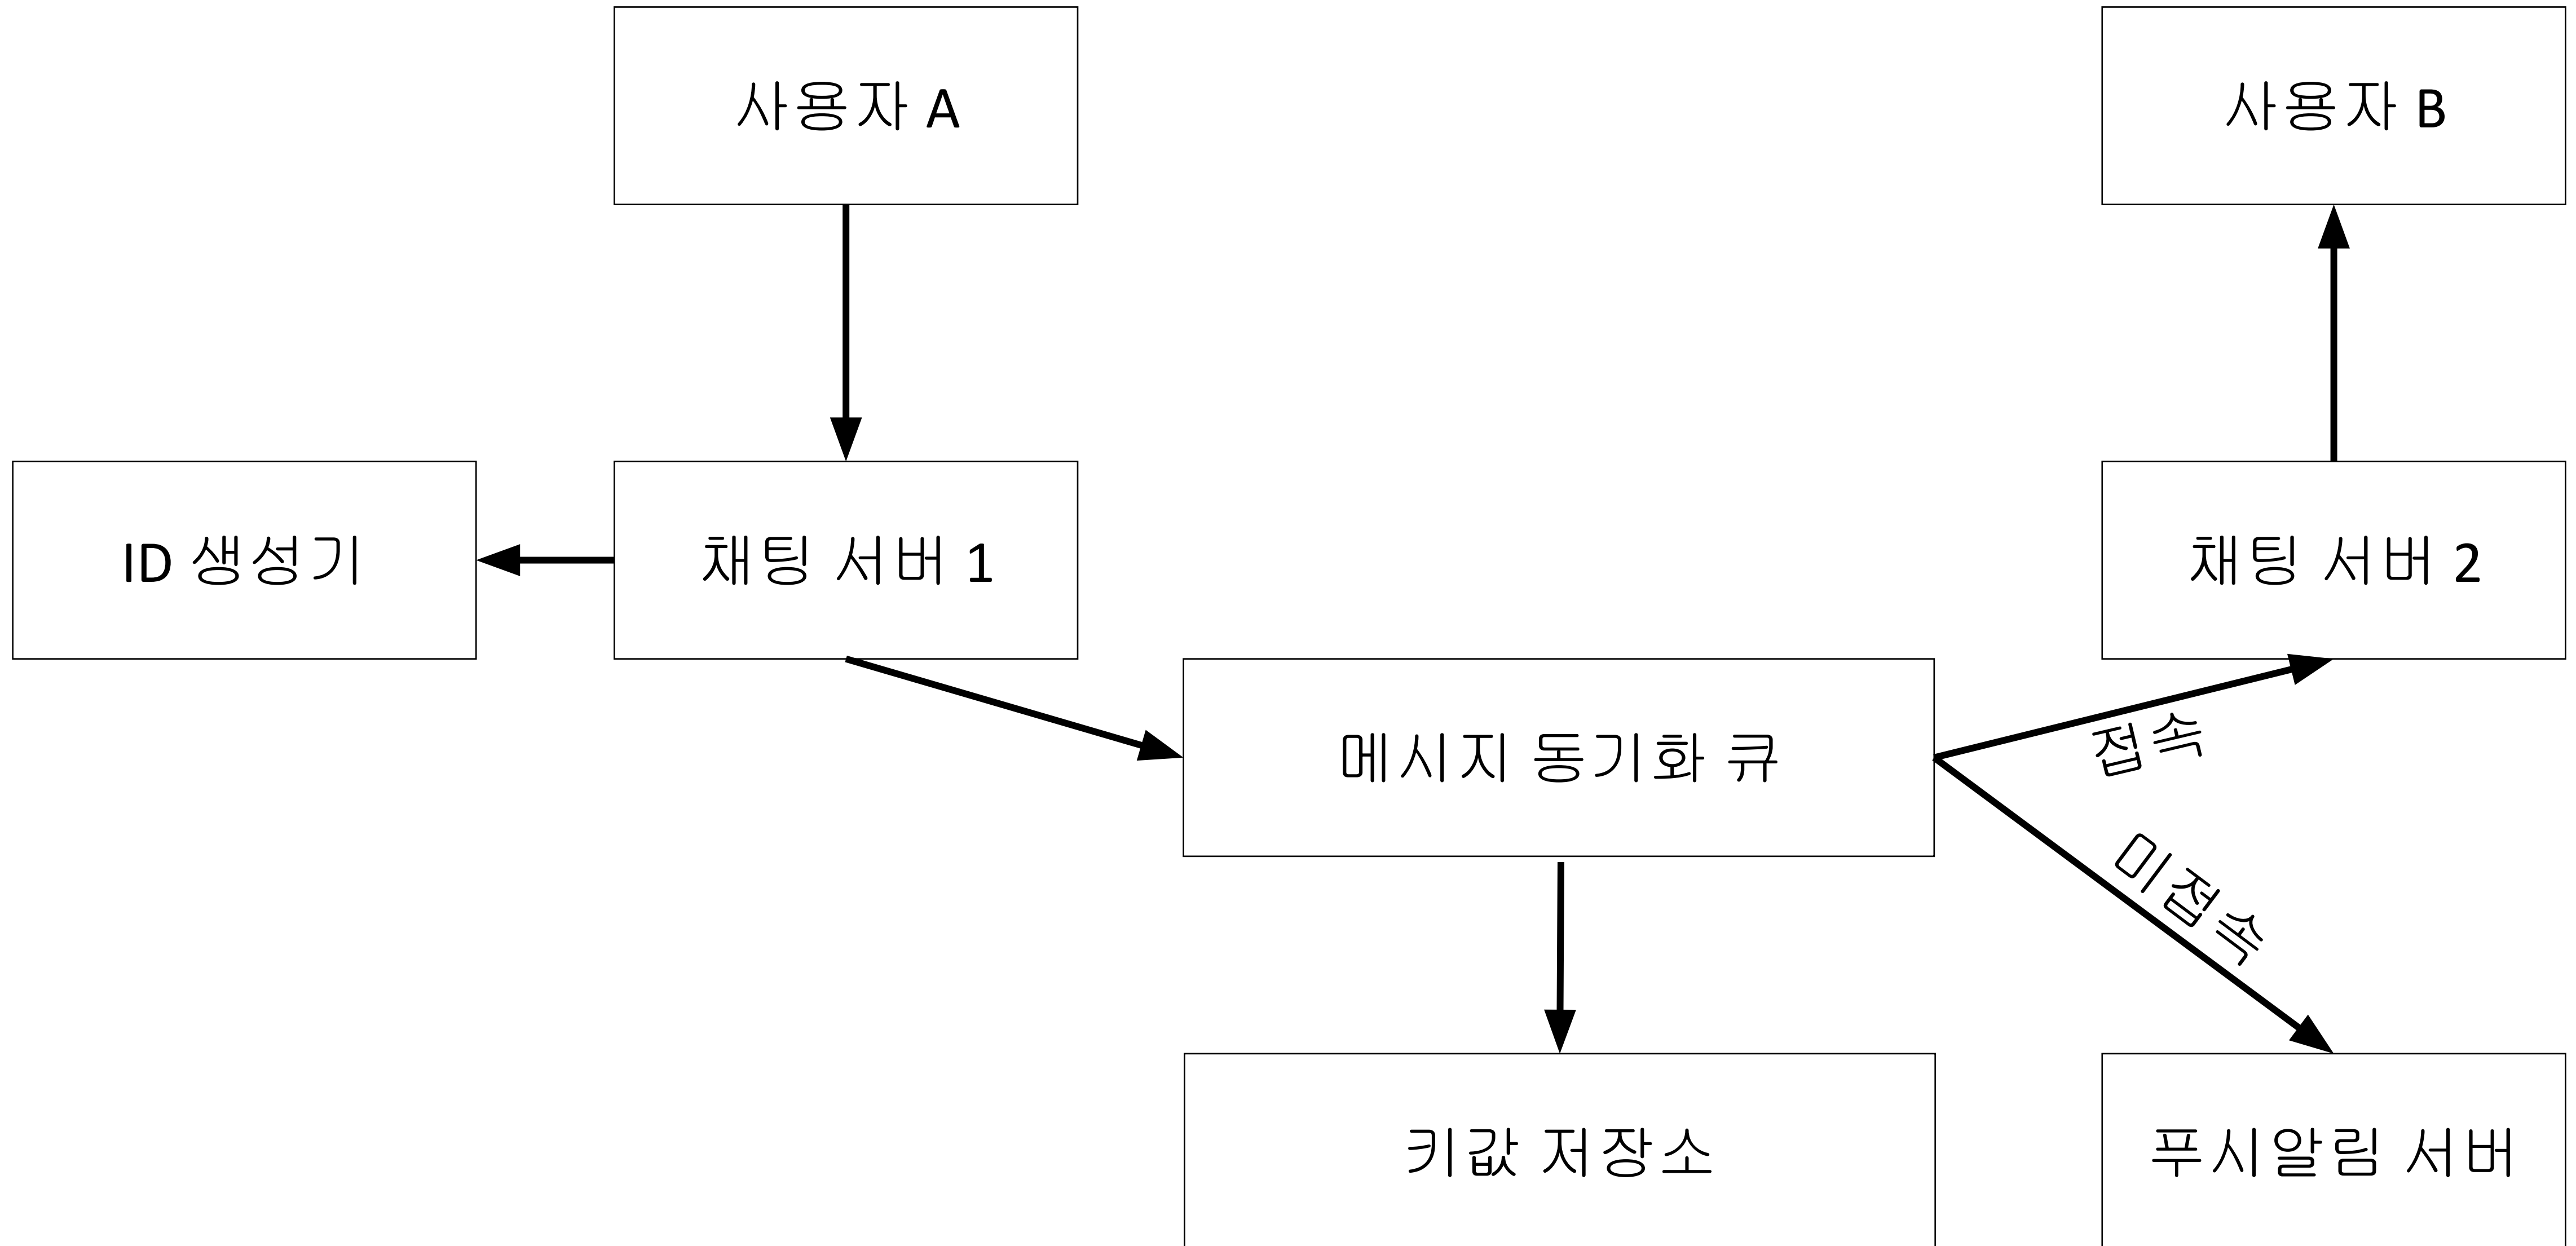 사용자 A
사용자 B
ID 생성기
채팅 서버 1
채팅 서버 2
메시지 동기화 큐
접속
미접속
키값 저장소
푸시알림 서버